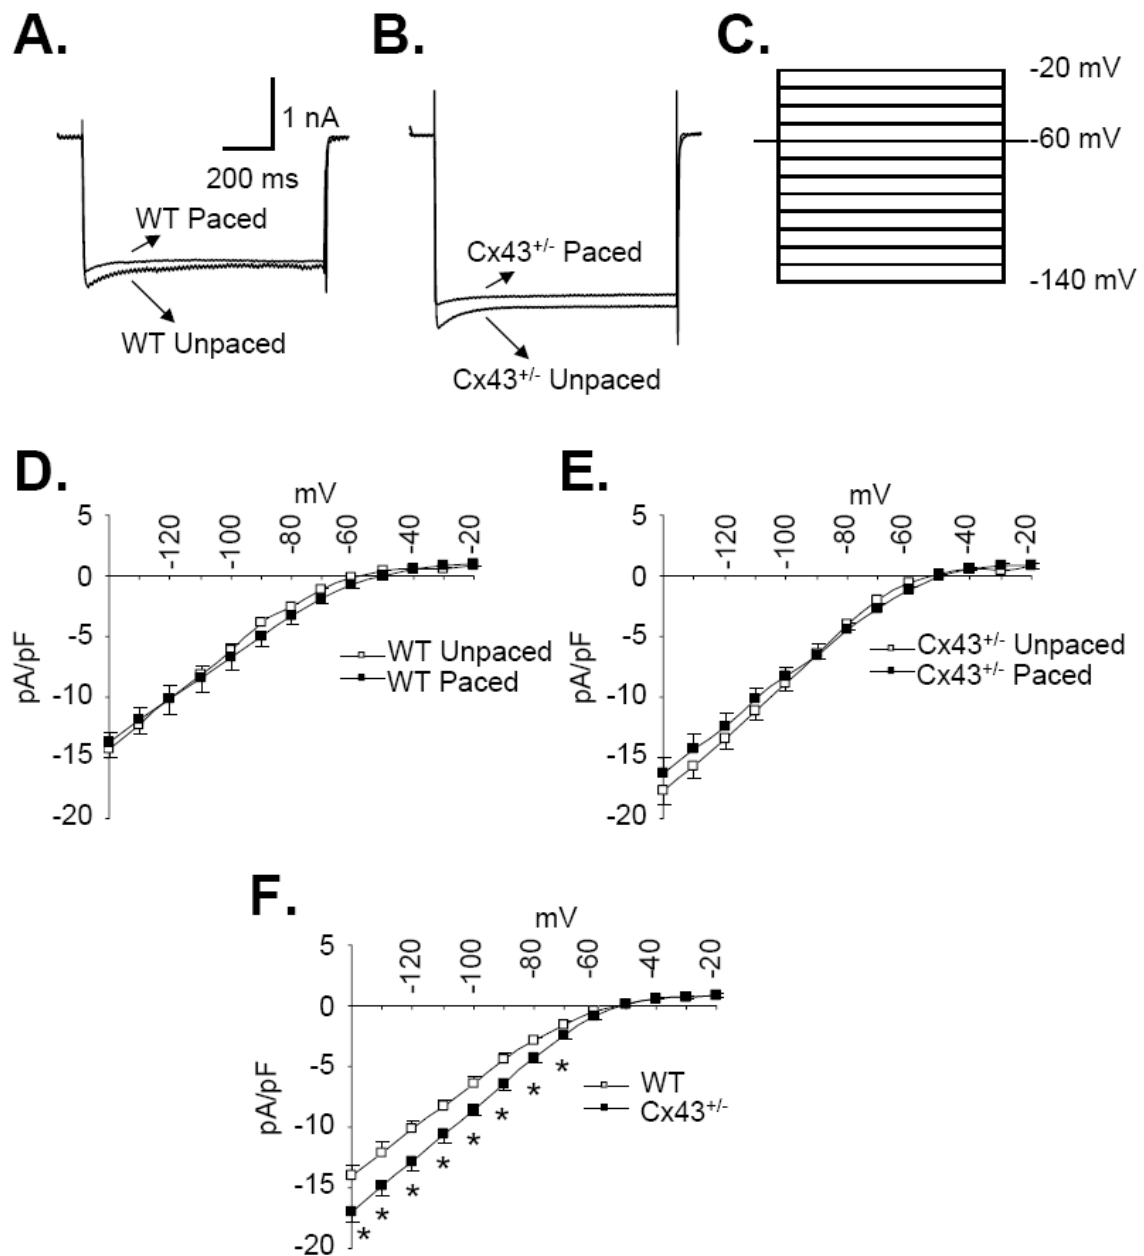 A.
B.
C.
1 nA
200 ms
WT Paced
WT Unpaced
Cx43+/- Paced
Cx43+/- Unpaced
-20 mV
-60 mV
-140 mV
D.
mV
5
0
-5
-10
-15
-20
pA/pF
-120
-100
-80
-60
-40
-20
WT Unpaced
WT Paced
E.
mV
5
0
-5
-10
-15
-20
pA/pF
-120
-100
-80
-60
-40
-20
Cx43+/- Unpaced
Cx43+/- Paced
F.
mV
5
0
-5
-10
-15
-20
pA/pF
-120
-100
-80
-60
-40
-20
WT
Cx43+/-
* * * * * * * *